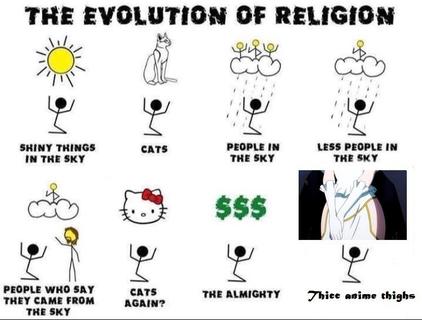 THE EVOLUTION OF RELIGION
SHINY THINGS
IN THE SKY
CATS
PEOPLE IN
THE SKY
LESS PEOPLE IN
THE SKY
PEOPLE WHO SAY
THEY CAME FROM
THE SKY
CATS
AGAIN?
$$$
THE ALMIGHTY
Thicc anime thighs